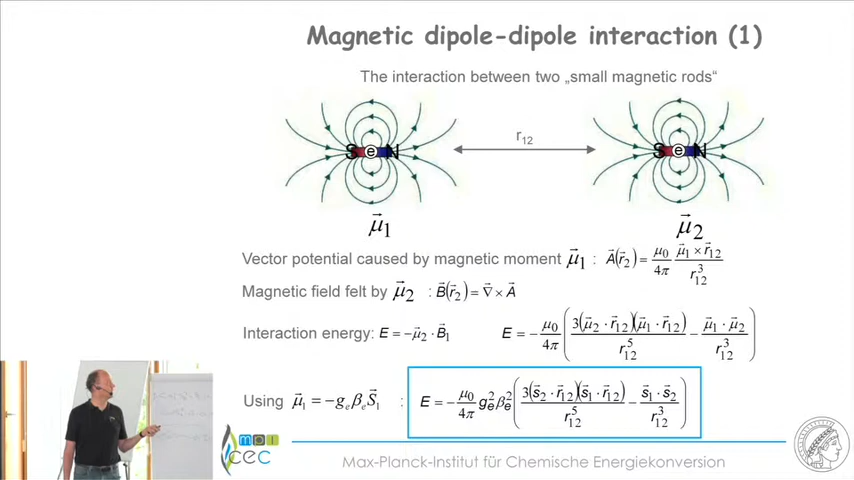 Magnetic dipole-dipole interaction (1)
The interaction between two „small magnetic rods“
S e N
r₁₂
S e N
μ⃗₁
μ⃗₂
Vector potential caused by magnetic moment μ⃗₁ : A⃗(r⃗₂) = μ₀/4π (μ⃗₁ × r⃗₁₂)/r₁₂³
Magnetic field felt by μ⃗₂ : B⃗(r⃗₂) = ∇⃗ × A⃗
Interaction energy: E = −μ⃗₂ · B⃗₁ E = − μ₀/4π ( 3(μ⃗₂ · r⃗₁₂)(μ⃗₁ · r⃗₁₂)/r₁₂⁵ − μ⃗₁ · μ⃗₂/r₁₂³ )
Using μ⃗₁ = −gₑβₑS⃗₁ : E = − μ₀/4π gₑ²βₑ² ( 3(s⃗₂ · r⃗₁₂)(s⃗₁ · r⃗₁₂)/r₁₂⁵ − s⃗₁ · s⃗₂/r₁₂³ )
mpi
cec
Max-Planck-Institut für Chemische Energiekonversion